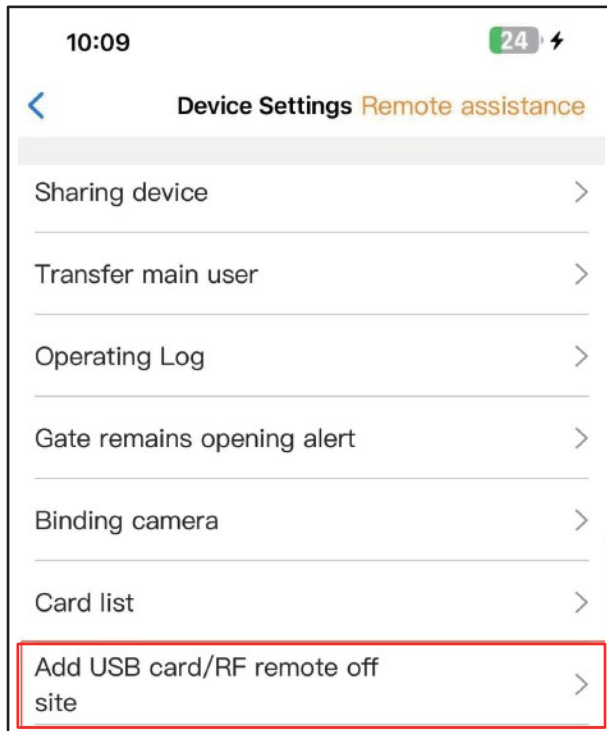 10:09 24
Device Settings Remote assistance
Sharing device
Transfer main user
Operating Log
Gate remains opening alert
Binding camera
Card list
Add USB card/RF remote off
site